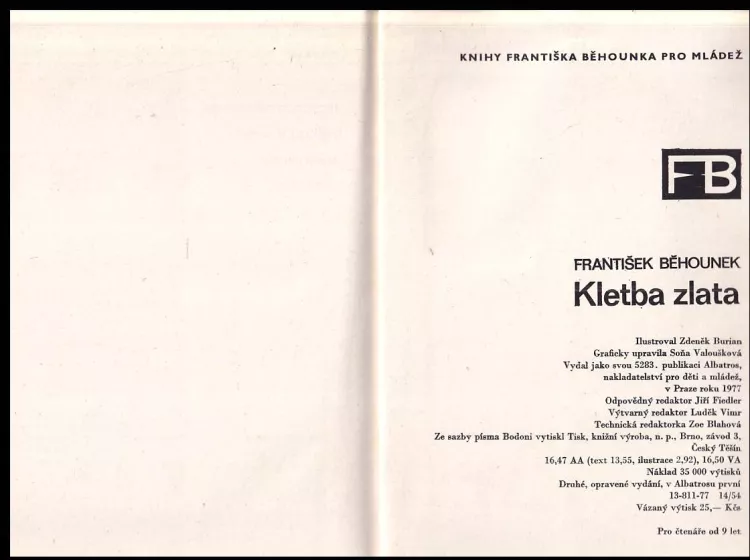 KNIHY FRANTIŠKA BĚHOUNKA PRO MLÁDEŽ
FB
FRANTIŠEK BĚHOUNEK
Kletba zlata
Ilustroval Zdeněk Burian
Graficky upravila Soňa Valoušková
Vydal jako svou 5283. publikaci Albatros,
nakladatelství pro děti a mládež,
v Praze roku 1977
Odpovědný redaktor Jiří Fiedler
Výtvarný redaktor Luděk Vimr
Technická redaktorka Zoe Blahová
Ze sazby písma Bodoni vytiskl Tisk, knižní výroba, n. p., Brno, závod 3,
Český Těšín
16,47 AA (text 13,55, ilustrace 2,92), 16,50 VA
Náklad 35 000 výtisků
Druhé, opravené vydání, v Albatrosu první
13-811-77 14/54
Vázaný výtisk 25,— Kčs
Pro čtenáře od 9 let